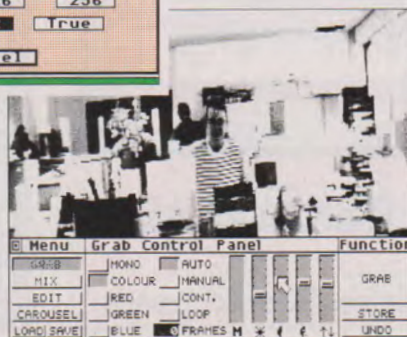 256
True
el
Menu Grab Control Panel Function
GRAB MONO AUTO
MIX COLOUR MANUAL GRAB
EDIT RED CONT.
CAROUSEL GREEN LOOP STORE
LOAD SAVE BLUE 0 FRAMES M UNDO